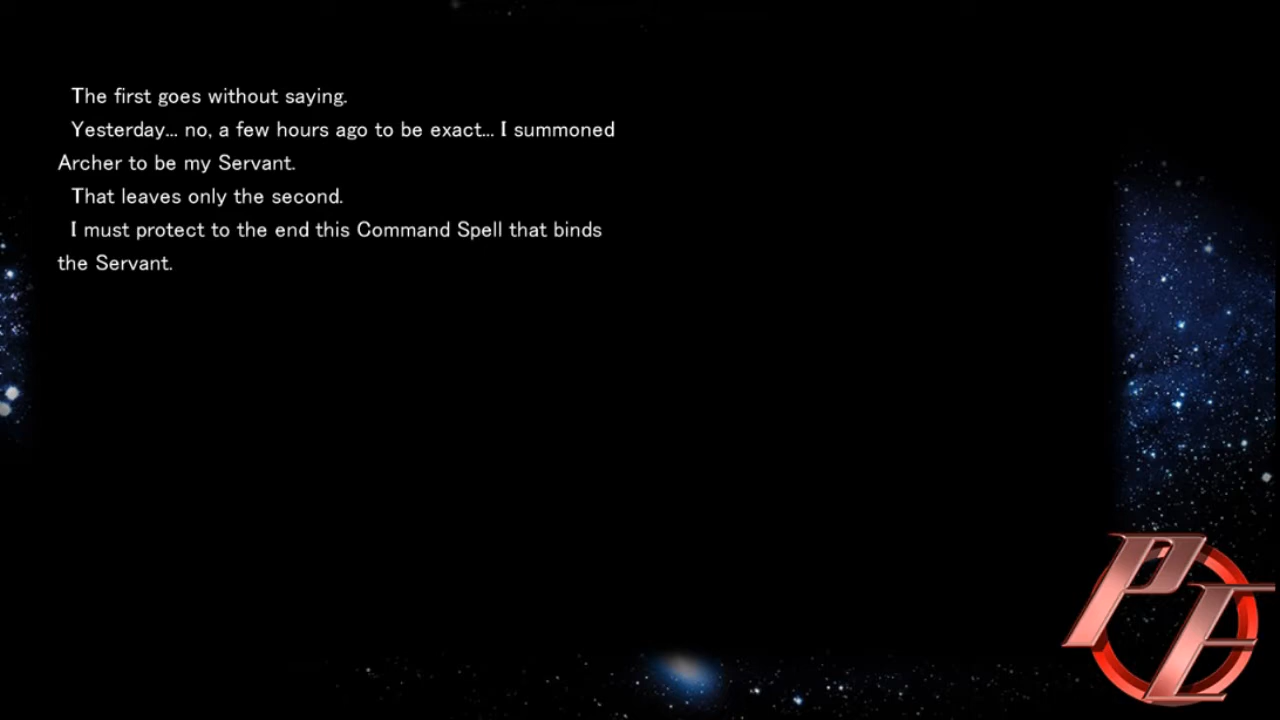 The first goes without saying.
Yesterday... no, a few hours ago to be exact... I summoned
Archer to be my Servant.
That leaves only the second.
I must protect to the end this Command Spell that binds
the Servant.
PE